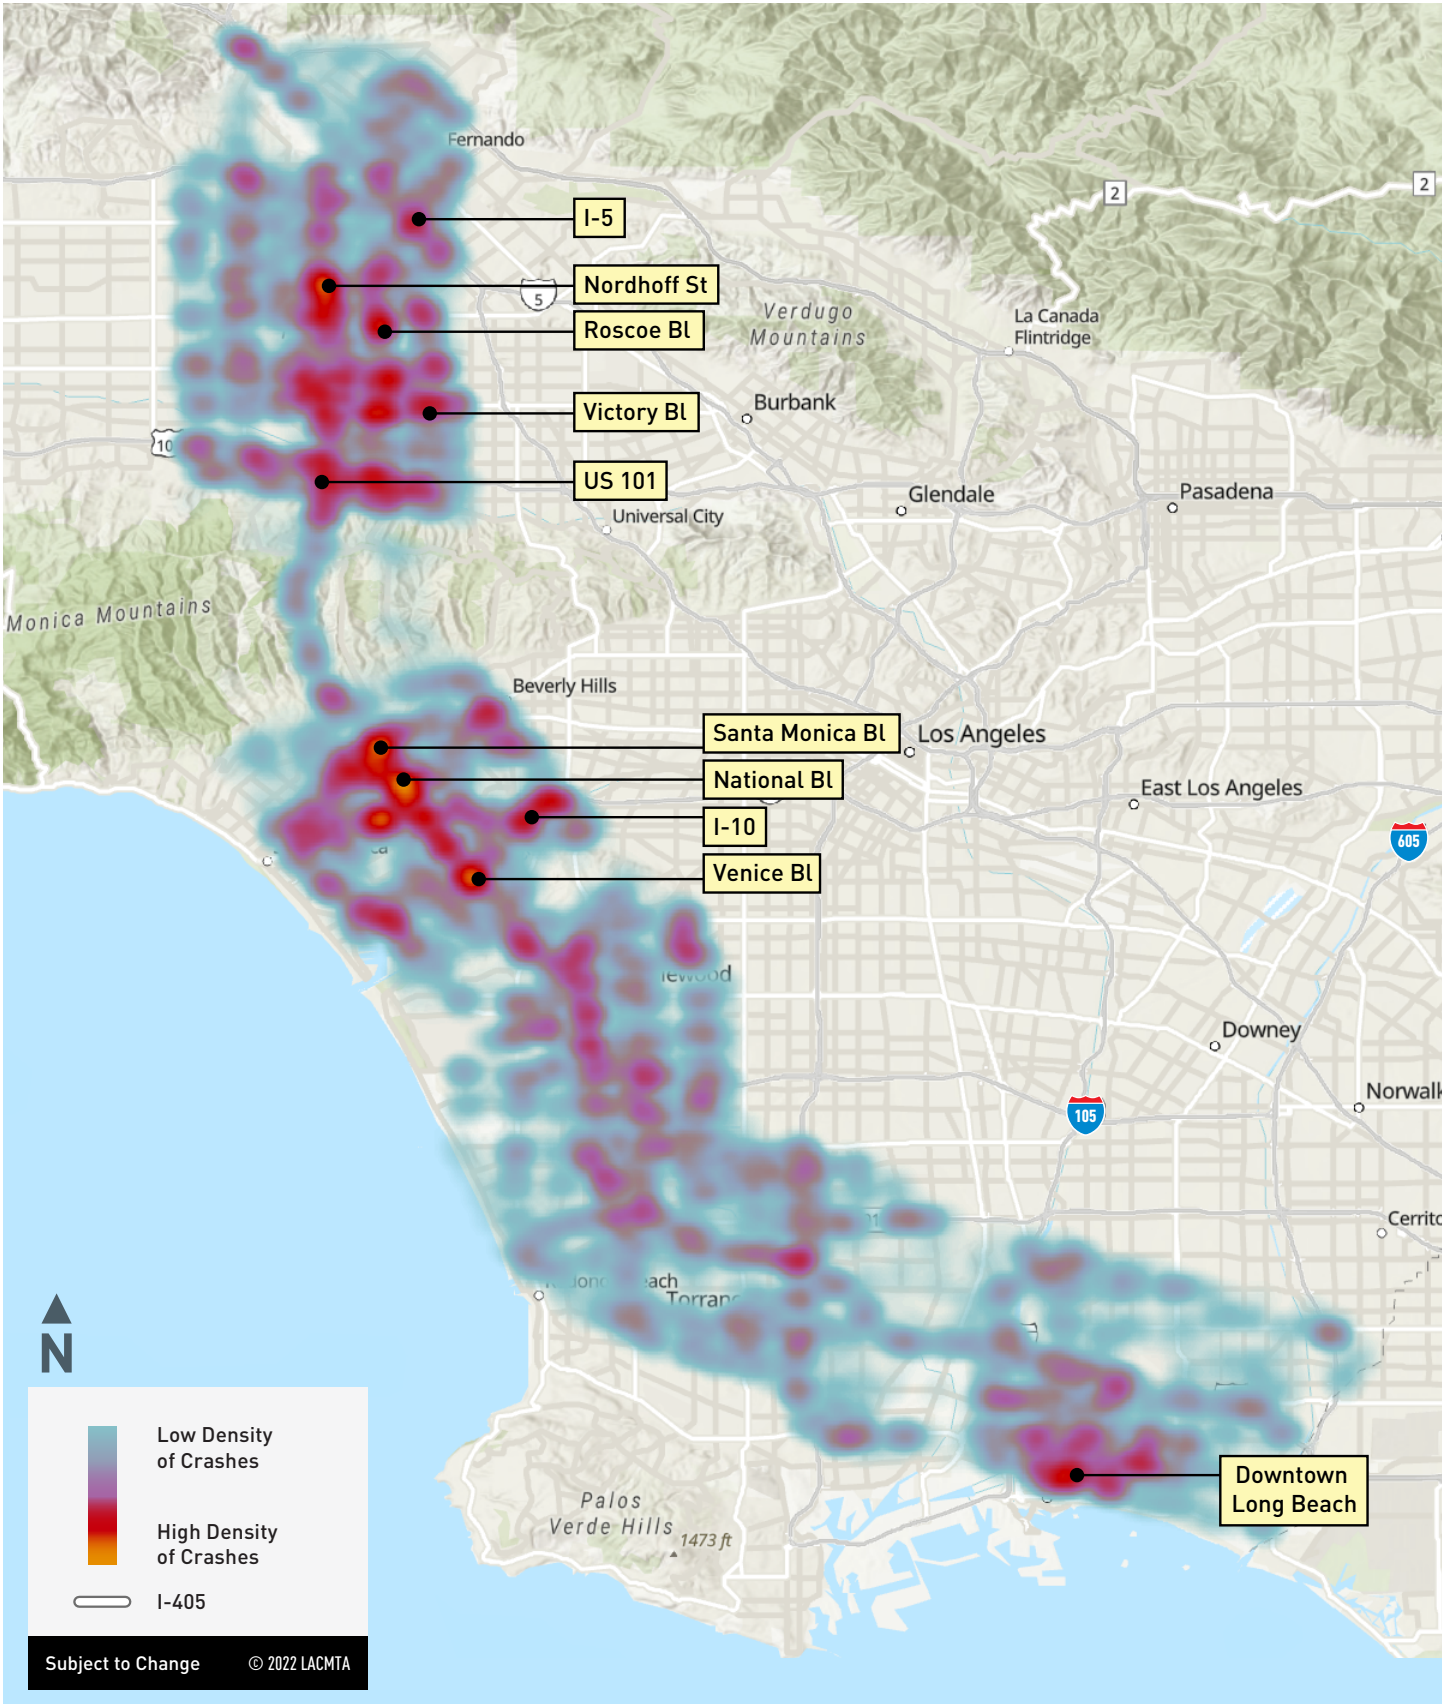 Fernando
I-5
2
2
Nordhoff St
5
Roscoe Bl
Verdugo
Mountains
La Canada
Flintridge
Burbank
Victory Bl
10
US 101
Glendale
Pasadena
Universal City
Monica Mountains
Beverly Hills
Santa Monica Bl
Los Angeles
National Bl
East Los Angeles
I-10
605
Venice Bl
Downey
Norwalk
105
Cerrito
Palos
Verde Hills
1473 ft
Downtown
Long Beach
N
Low Density
of Crashes
High Density
of Crashes
I-405
Subject to Change
© 2022 LACMTA